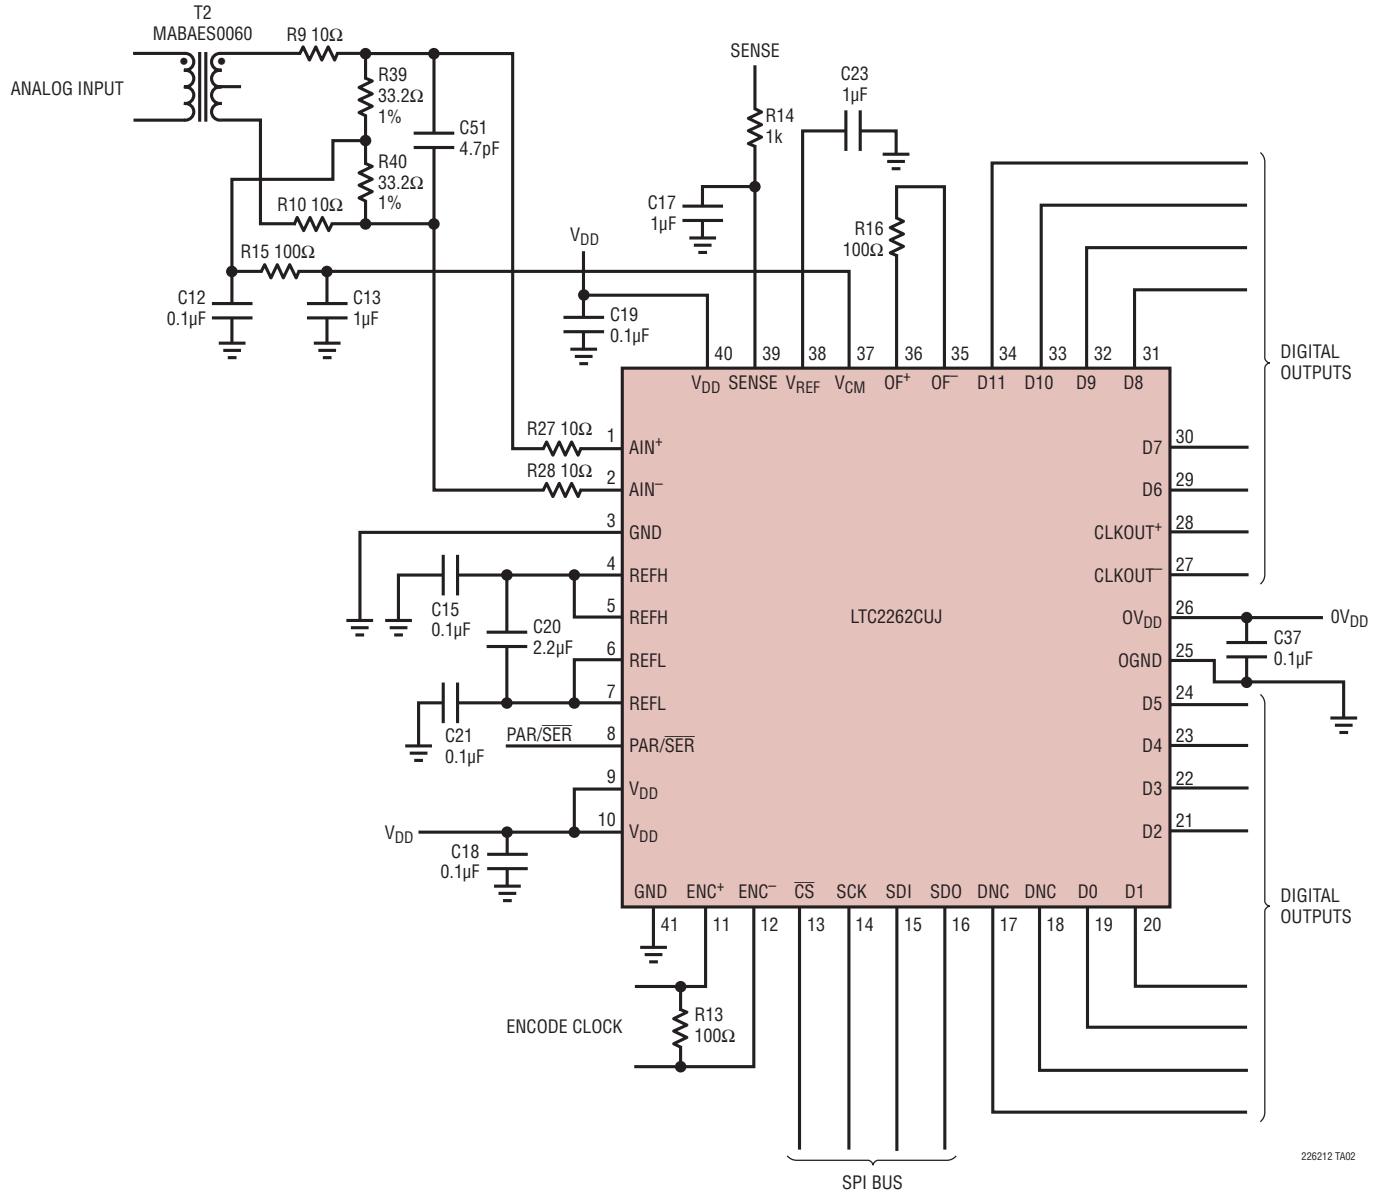 T2
MABAES0060
ANALOG INPUT
R9 10Ω
R39
33.2Ω
1%
C51
4.7pF
R40
33.2Ω
1%
R10 10Ω
R15 100Ω
C12
0.1µF
C13
1µF
SENSE
R14
1k
C23
1µF
C17
1µF
R16
100Ω
VDD
C19
0.1µF
40
39
38
37
36
35
34
33
32
31
VDD
SENSE
VREF
VCM
OF+
OF–
D11
D10
D9
D8
DIGITAL
OUTPUTS
R27 10Ω
1
AIN+
R28 10Ω
2
AIN–
3
GND
4
REFH
5
REFH
6
REFL
7
REFL
PAR/S̅E̅R̅
8
PAR/S̅E̅R̅
9
VDD
10
VDD
C15
0.1µF
C20
2.2µF
C21
0.1µF
VDD
C18
0.1µF
LTC2262CUJ
D7
30
D6
29
CLKOUT+
28
CLKOUT–
27
OVDD
26
0VDD
C37
0.1µF
OGND
25
D5
24
D4
23
D3
22
D2
21
GND
ENC+
ENC–
C̅S̅
SCK
SDI
SDO
DNC
DNC
D0
D1
41
11
12
13
14
15
16
17
18
19
20
DIGITAL
OUTPUTS
ENCODE CLOCK
R13
100Ω
SPI BUS
226212 TA02